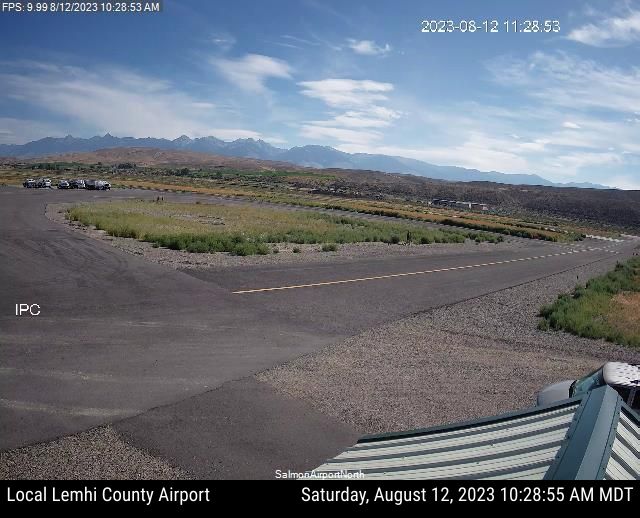 FPS: 9.99 8/12/2023 10:28:53 AM
2023-08-12 11:28:53
IPC
SalmonAirportNorth
Local Lemhi County Airport Saturday, August 12, 2023 10:28:55 AM MDT